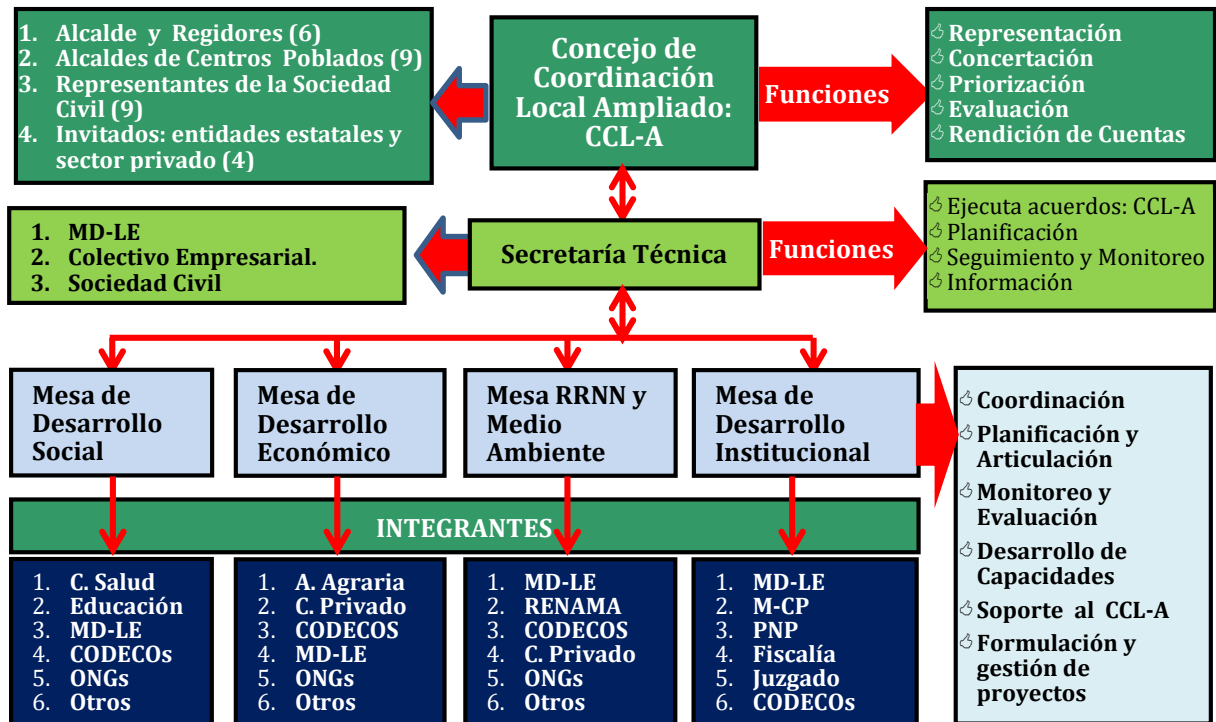 1. Alcalde y Regidores (6)
2. Alcaldes de Centros Poblados (9)
3. Representantes de la Sociedad
Civil (9)
4. Invitados: entidades estatales y
sector privado (4)
Concejo de
Coordinación
Local Ampliado:
CCL-A
Funciones
Representación
Concertación
Priorización
Evaluación
Rendición de Cuentas
1. MD-LE
2. Colectivo Empresarial.
3. Sociedad Civil
Secretaría Técnica
Funciones
Ejecuta acuerdos: CCL-A
Planificación
Seguimiento y Monitoreo
Información
Mesa de
Desarrollo
Social
Mesa de
Desarrollo
Económico
Mesa RRNN y
Medio
Ambiente
Mesa de
Desarrollo
Institucional
Coordinación
Planificación y
Articulación
Monitoreo y
Evaluación
Desarrollo de
Capacidades
Soporte al CCL-A
Formulación y
gestión de
proyectos
INTEGRANTES
1. C. Salud
2. Educación
3. MD-LE
4. CODECOs
5. ONGs
6. Otros
1. A. Agraria
2. C. Privado
3. CODECOS
4. MD-LE
5. ONGs
6. Otros
1. MD-LE
2. RENAMA
3. CODECOS
4. C. Privado
5. ONGs
6. Otros
1. MD-LE
2. M-CP
3. PNP
4. Fiscalía
5. Juzgado
6. CODECOs